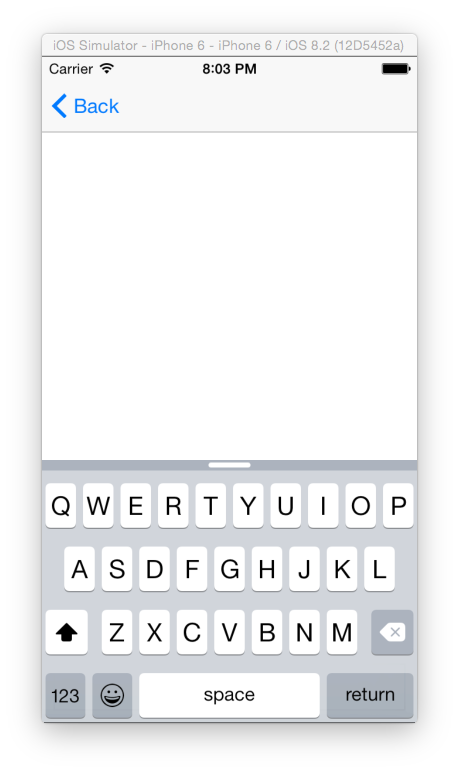 iOS Simulator - iPhone 6 - iPhone 6 / iOS 8.2 (12D5452a)
Carrier 8:03 PM
Back
Q W E R T Y U I O P
A S D F G H J K L
Z X C V B N M
123 space return